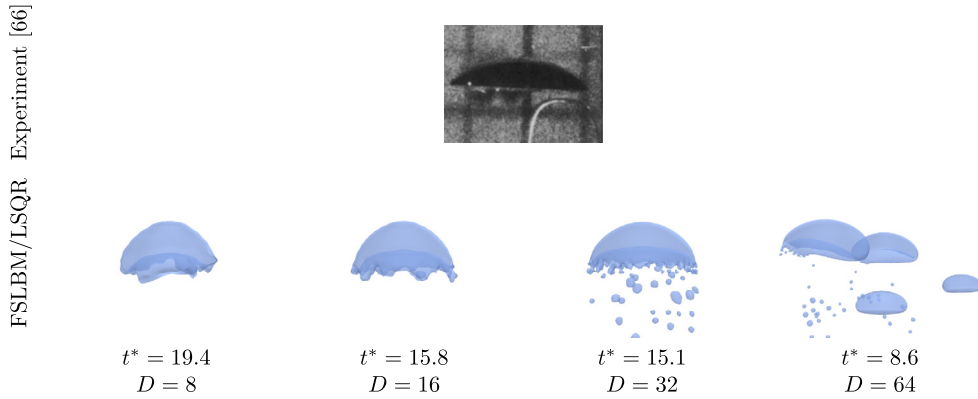 Experiment [66]
FSLBM/LSQR
t* = 19.4
D = 8
t* = 15.8
D = 16
t* = 15.1
D = 32
t* = 8.6
D = 64